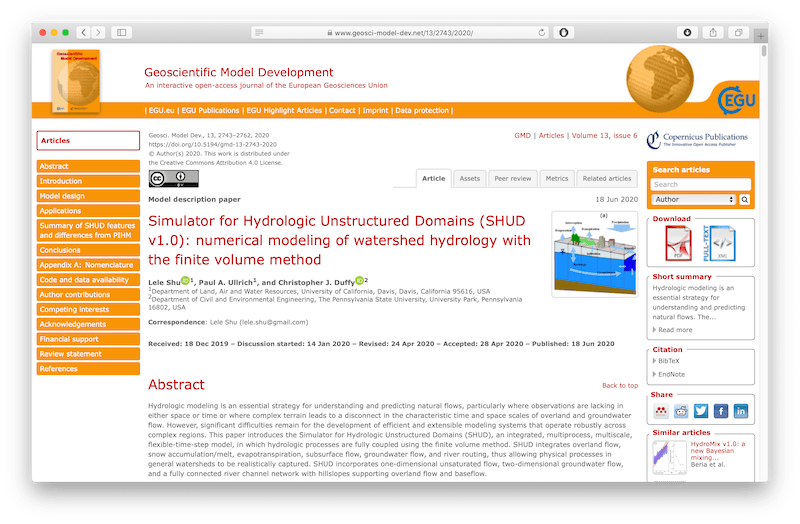 www.geosci-model-dev.net/13/2743/2020/
Geoscientific
Model Development
Geoscientific Model Development
An interactive open-access journal of the European Geosciences Union
| EGU.eu | EGU Publications | EGU Highlight Articles | Contact | Imprint | Data protection |
EGU
Articles
Abstract
Introduction
Model design
Applications
Summary of SHUD features
and differences from PIHM
Conclusions
Appendix A: Nomenclature
Code and data availability
Author contributions
Competing interests
Acknowledgements
Financial support
Review statement
References
Geosci. Model Dev., 13, 2743–2762, 2020
https://doi.org/10.5194/gmd-13-2743-2020
© Author(s) 2020. This work is distributed under
the Creative Commons Attribution 4.0 License.
cc
BY
GMD | Articles | Volume 13, issue 6
Article
Assets
Peer review
Metrics
Related articles
Model description paper
18 Jun 2020
Simulator for Hydrologic Unstructured Domains (SHUD
v1.0): numerical modeling of watershed hydrology with
the finite volume method
(a)
Lele Shu iD 1, Paul A. Ullrich1, and Christopher J. Duffy iD 2
1Department of Land, Air and Water Resources, University of California, Davis, Davis, California 95616, USA
2Department of Civil and Environmental Engineering, The Pennsylvania State University, University Park, Pennsylvania
16802, USA
Correspondence: Lele Shu (lele.shu@gmail.com)
Received: 18 Dec 2019 – Discussion started: 14 Jan 2020 – Revised: 24 Apr 2020 – Accepted: 28 Apr 2020 – Published: 18 Jun 2020
Abstract
Back to top
Hydrologic modeling is an essential strategy for understanding and predicting natural flows, particularly where observations are lacking in
either space or time or where complex terrain leads to a disconnect in the characteristic time and space scales of overland and groundwater
flow. However, significant difficulties remain for the development of efficient and extensible modeling systems that operate robustly across
complex regions. This paper introduces the Simulator for Hydrologic Unstructured Domains (SHUD), an integrated, multiprocess, multiscale,
flexible-time-step model, in which hydrologic processes are fully coupled using the finite volume method. SHUD integrates overland flow,
snow accumulation/melt, evapotranspiration, subsurface flow, groundwater flow, and river routing, thus allowing physical processes in
general watersheds to be realistically captured. SHUD incorporates one-dimensional unsaturated flow, two-dimensional groundwater flow,
and a fully connected river channel network with hillslopes supporting overland flow and baseflow.
Copernicus Publications
The Innovative Open Access Publisher
Search articles
Search
Author
Download
PDF
FULL-TEXT
XML
Short summary
Hydrologic modeling is an
essential strategy for
understanding and predicting
natural flows. The...
Read more
Citation
BibTeX
EndNote
Share
Similar articles
HydroMix v1.0: a
new Bayesian
mixing...
Beria et al.